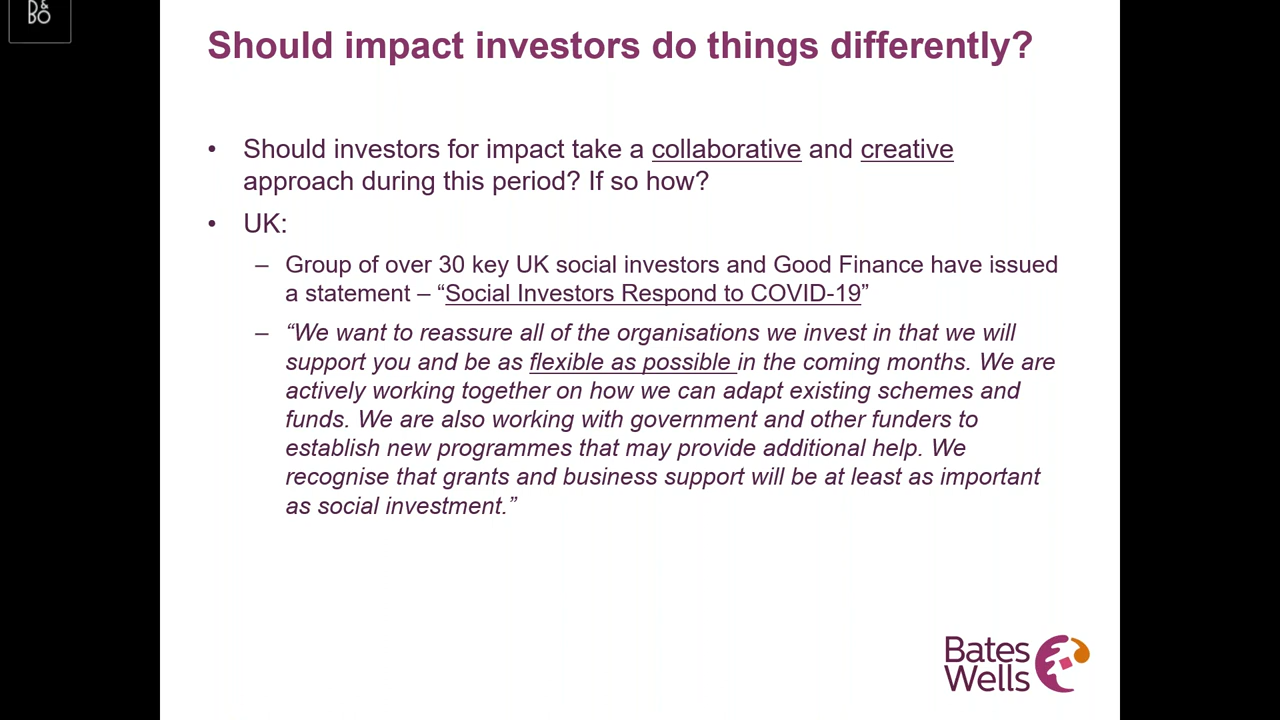 D&
BO
Should impact investors do things differently?
• Should investors for impact take a collaborative and creative
approach during this period? If so how?
• UK:
– Group of over 30 key UK social investors and Good Finance have issued
a statement – “Social Investors Respond to COVID-19”
– “We want to reassure all of the organisations we invest in that we will
support you and be as flexible as possible in the coming months. We are
actively working together on how we can adapt existing schemes and
funds. We are also working with government and other funders to
establish new programmes that may provide additional help. We
recognise that grants and business support will be at least as important
as social investment.”
Bates
Wells